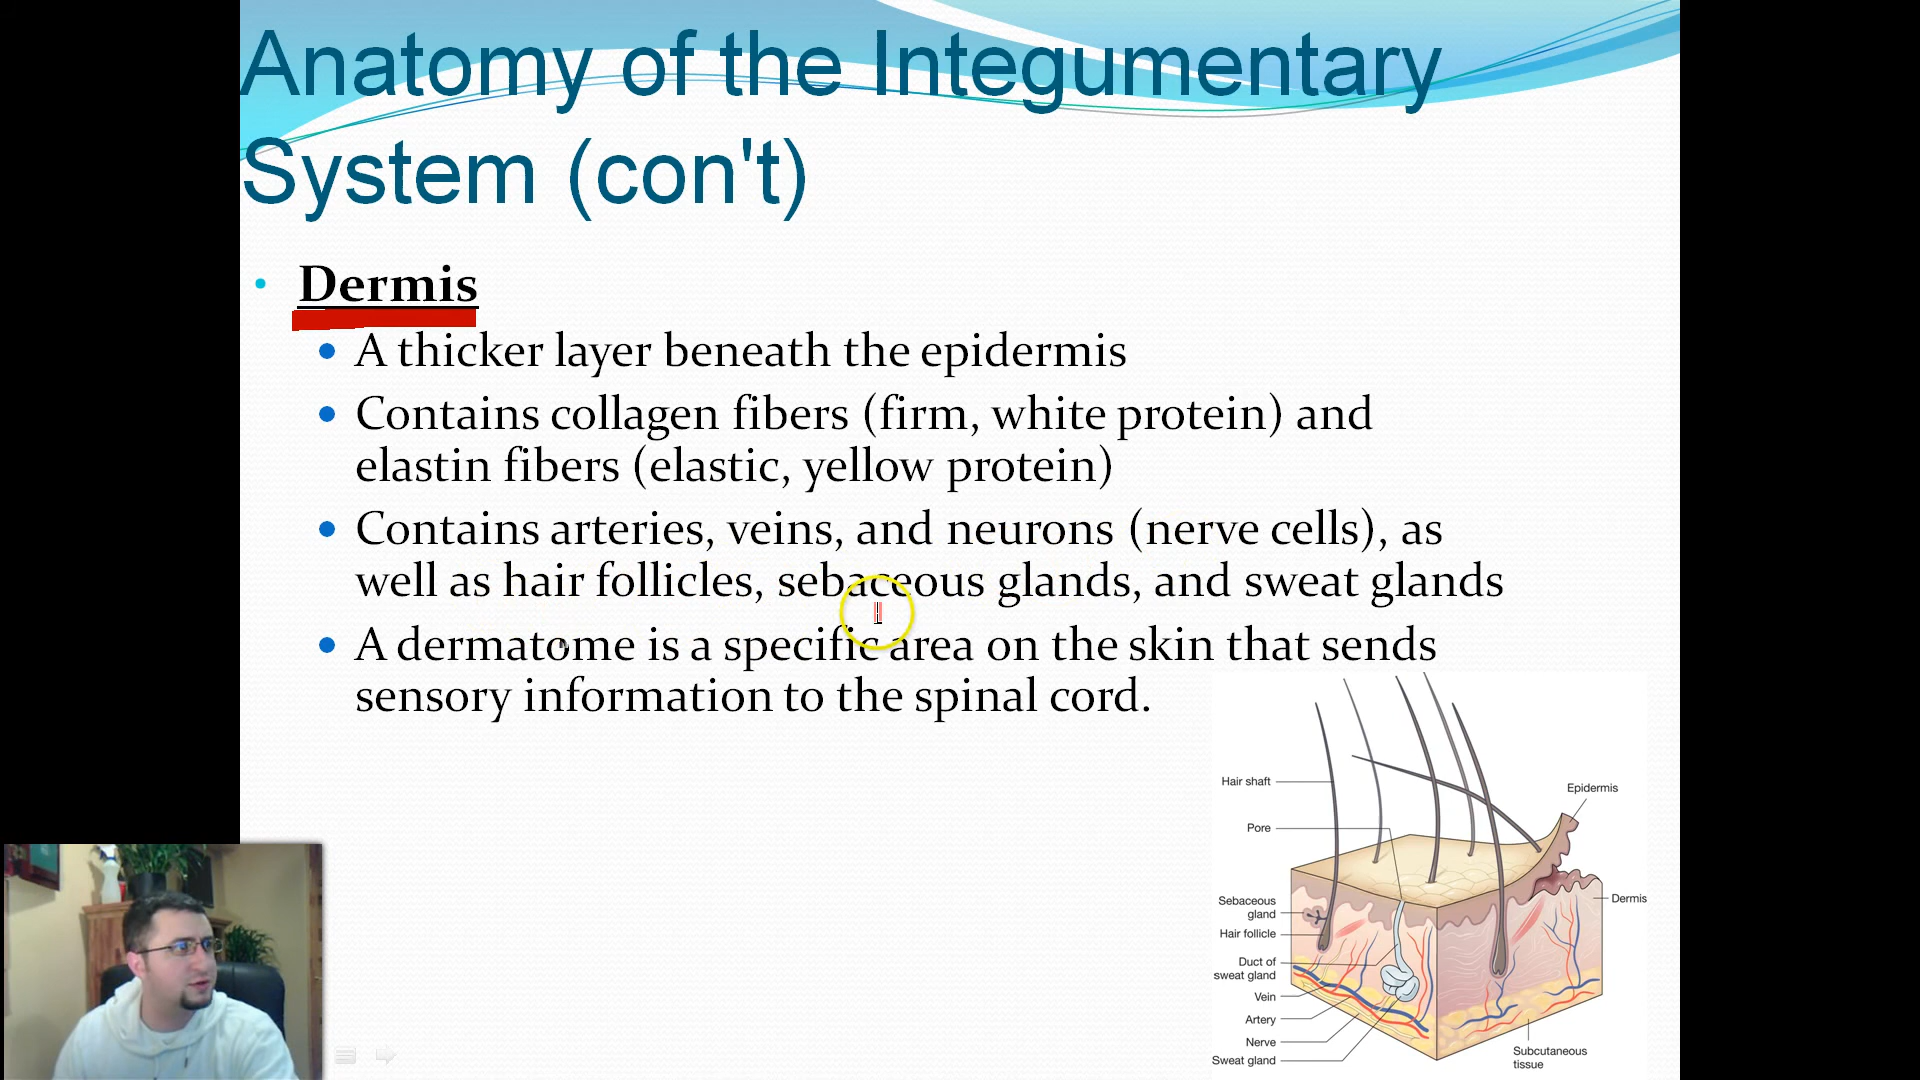 Anatomy of the Integumentary
System (con't)
Dermis
A thicker layer beneath the epidermis
Contains collagen fibers (firm, white protein) and
elastin fibers (elastic, yellow protein)
Contains arteries, veins, and neurons (nerve cells), as
well as hair follicles, sebaceous glands, and sweat glands
A dermatome is a specific area on the skin that sends
sensory information to the spinal cord.
Hair shaft
Epidermis
Pore
Sebaceous
gland
Dermis
Hair follicle
Duct of
sweat gland
Vein
Artery
Nerve
Sweat gland
Subcutaneous
tissue